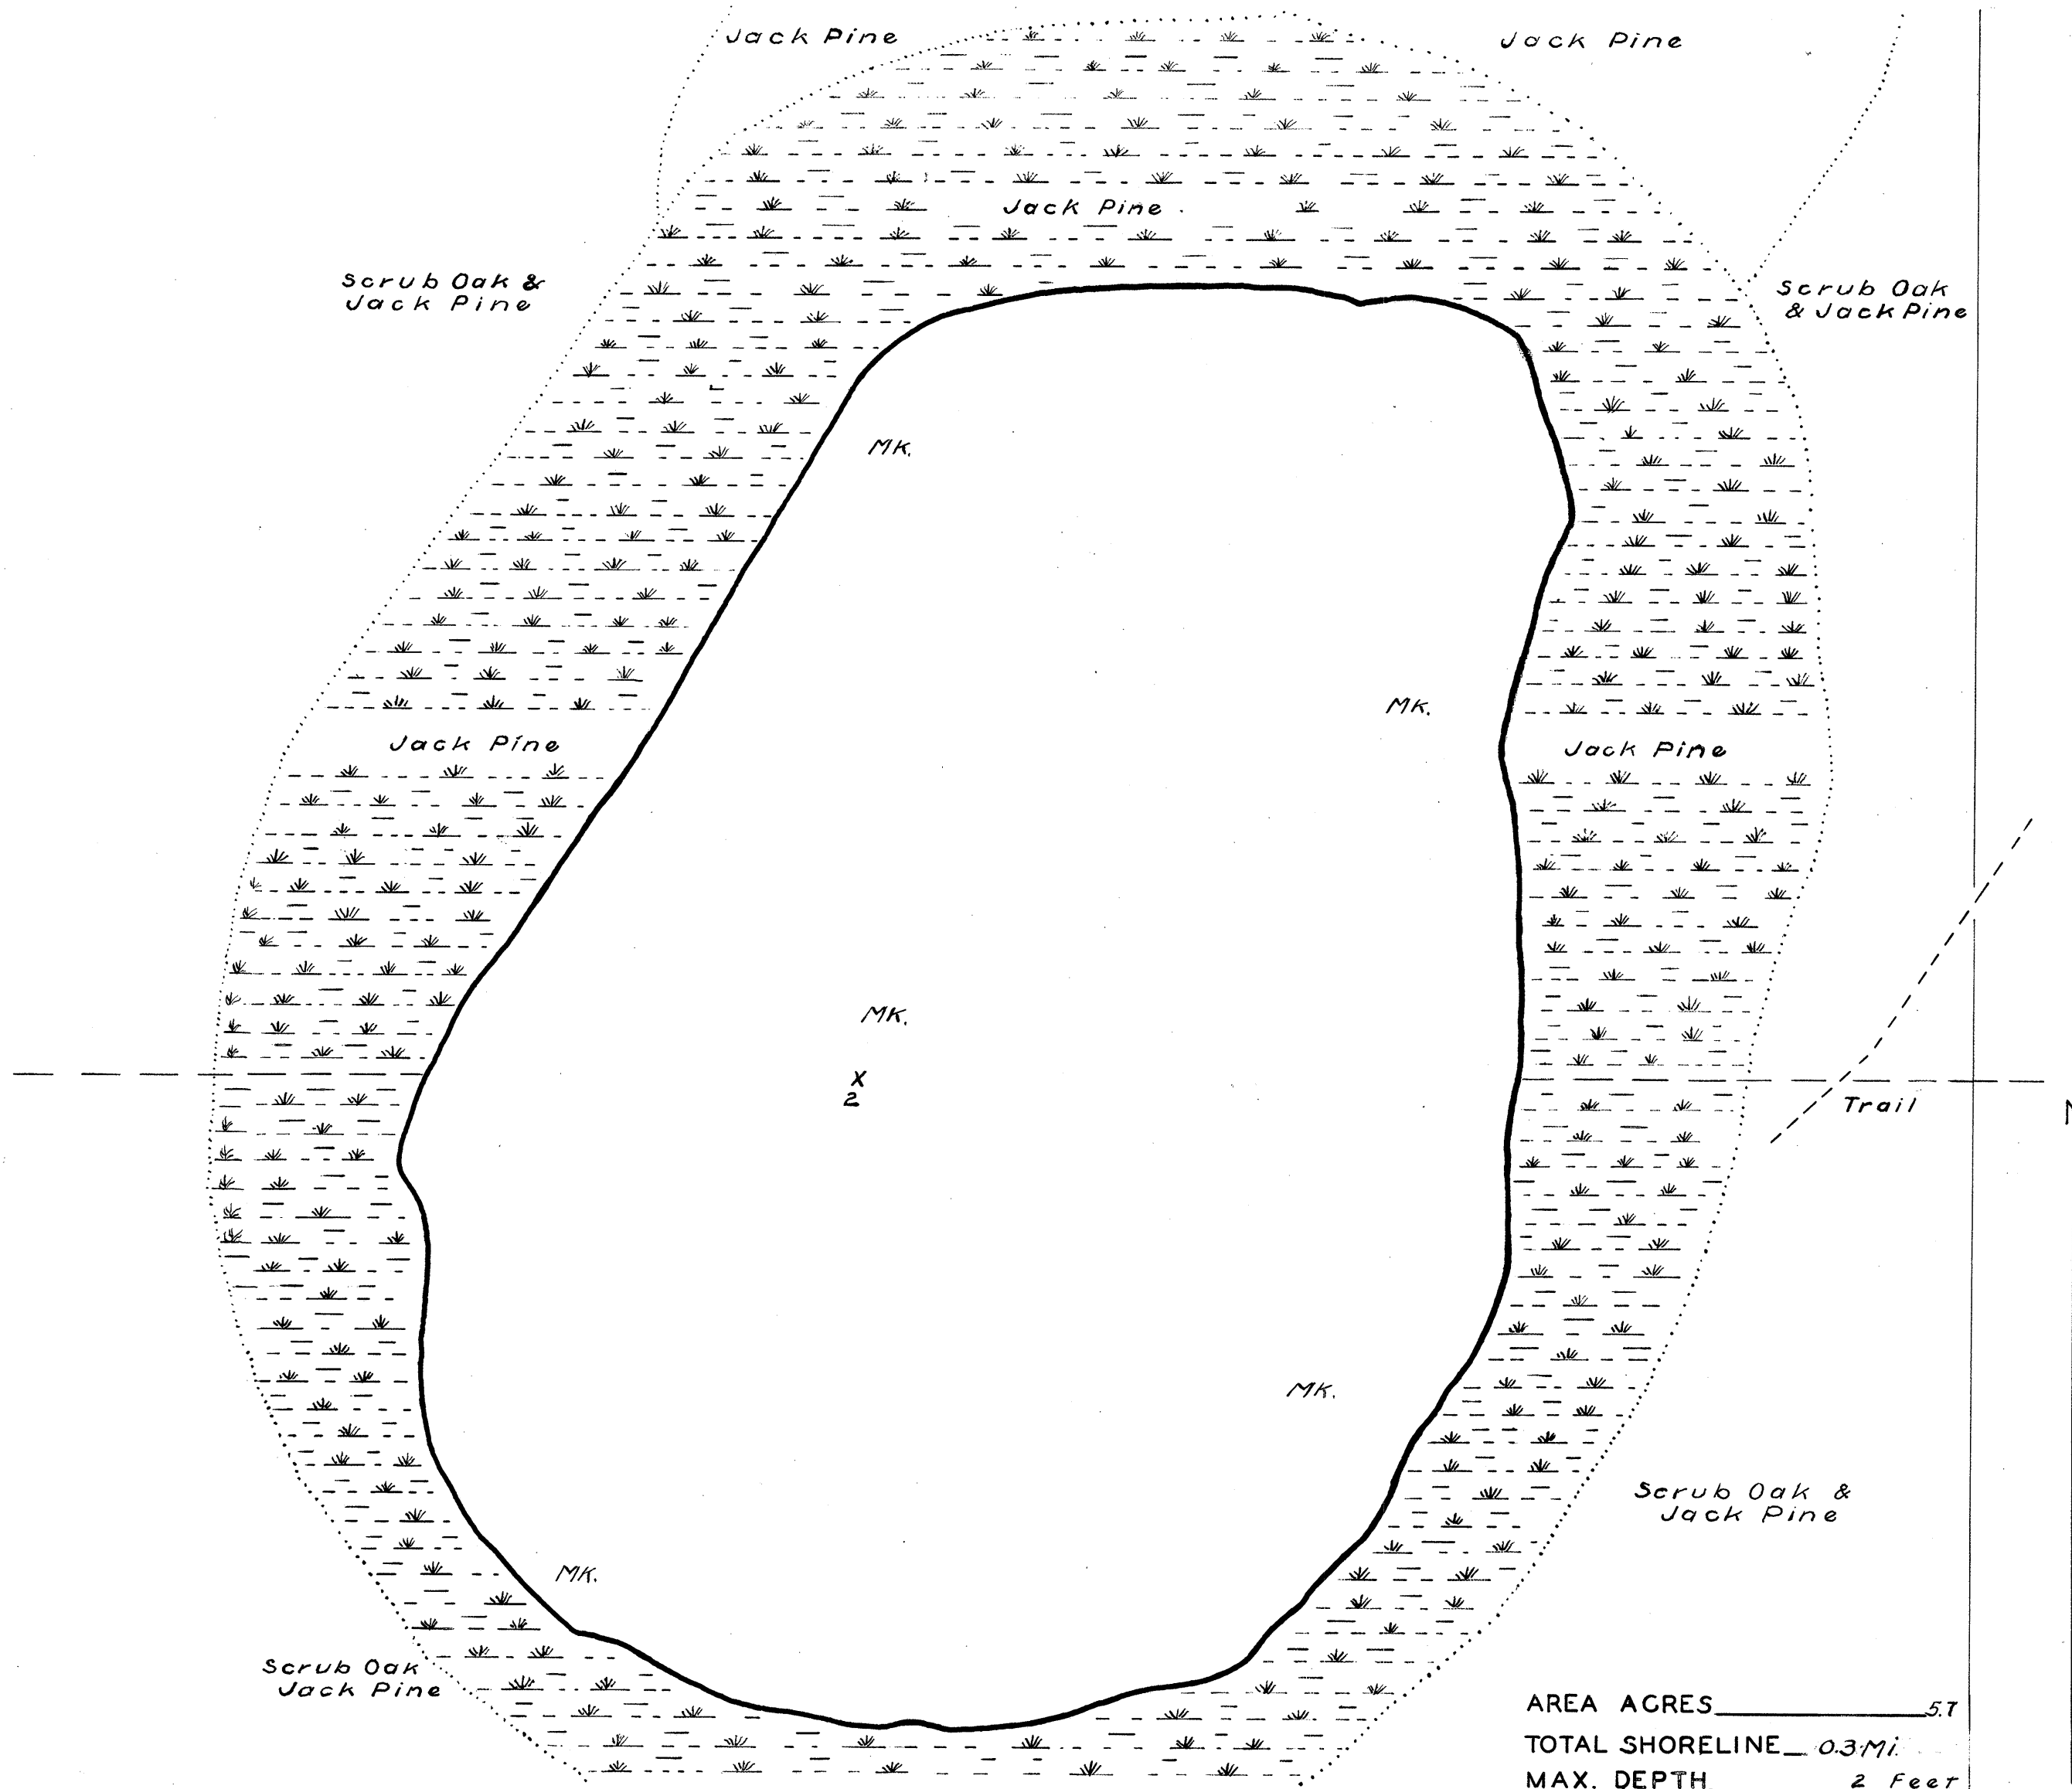 Jack Pine
Jack Pine
Jack Pine
Scrub Oak &
Jack Pine
Scrub Oak
& Jack Pine
MK.
MK.
Jack Pine
Jack Pine
MK.
X
2
Trail
MK.
Scrub Oak &
Jack Pine
MK.
Scrub Oak
Jack Pine
AREA ACRES 5.7
TOTAL SHORELINE 0.3 Mi.
MAX. DEPTH 2 Feet